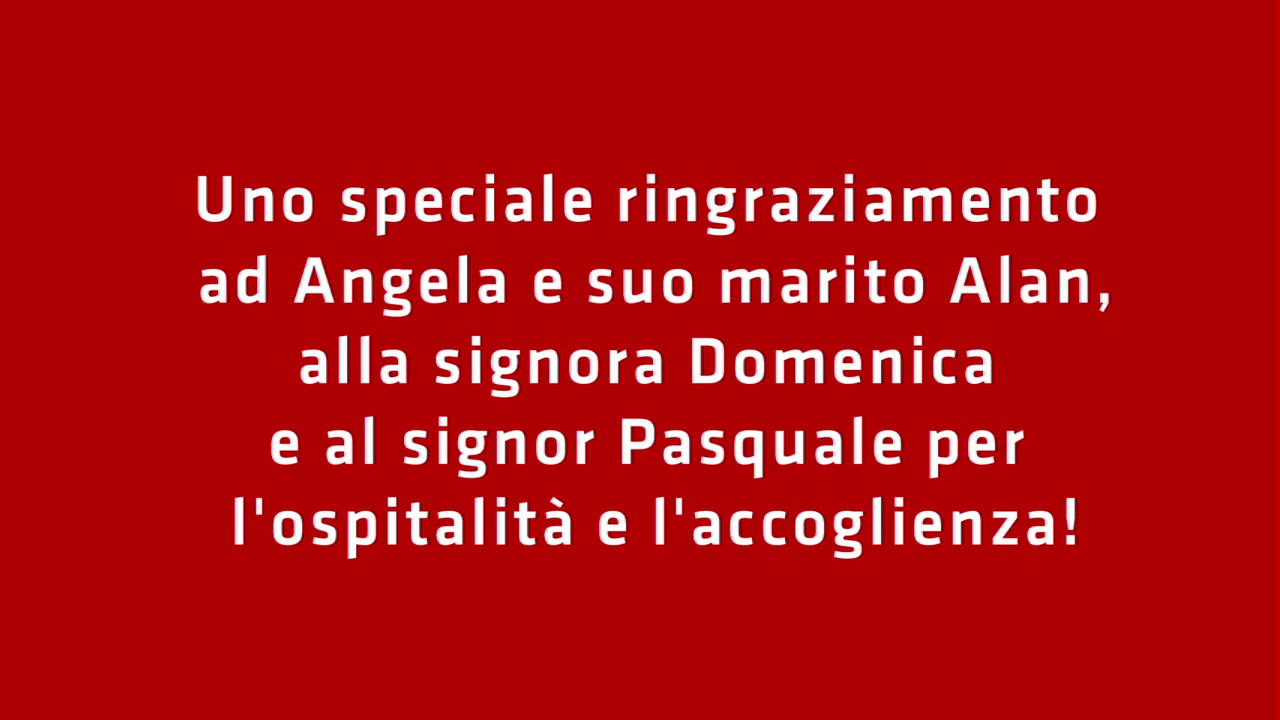 Uno speciale ringraziamento
ad Angela e suo marito Alan,
alla signora Domenica
e al signor Pasquale per
l'ospitalità e l'accoglienza!